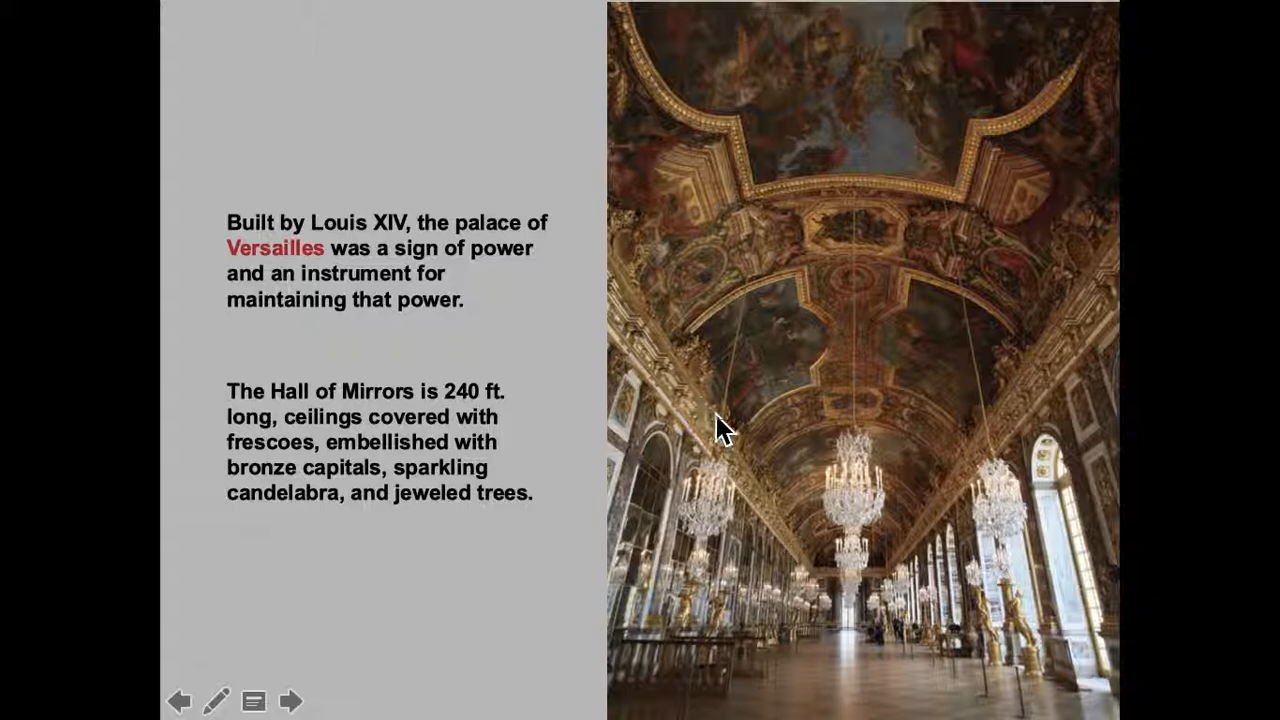 Built by Louis XIV, the palace of
Versailles was a sign of power
and an instrument for
maintaining that power.
The Hall of Mirrors is 240 ft.
long, ceilings covered with
frescoes, embellished with
bronze capitals, sparkling
candelabra, and jeweled trees.